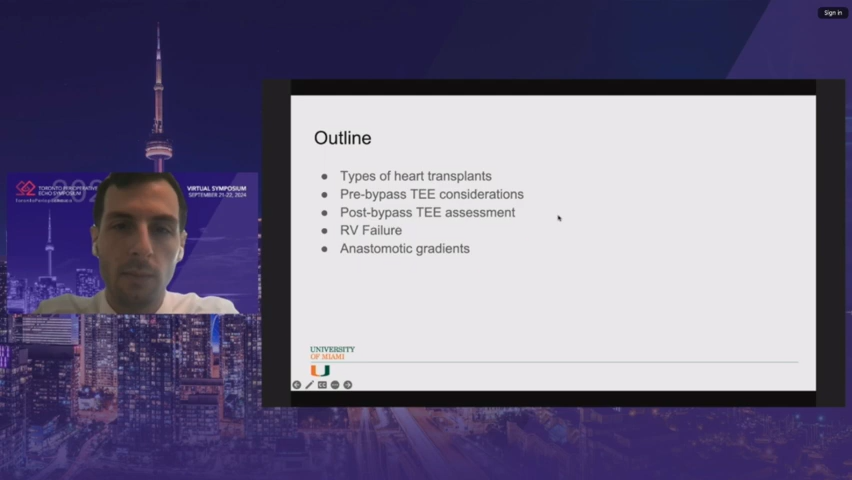 Sign in
TORONTO PERIOPERATIVE
ECHO SYMPOSIUM
VIRTUAL SYMPOSIUM
SEPTEMBER 21-22, 2024
Outline
Types of heart transplants
Pre-bypass TEE considerations
Post-bypass TEE assessment
RV Failure
Anastomotic gradients
UNIVERSITY
OF MIAMI